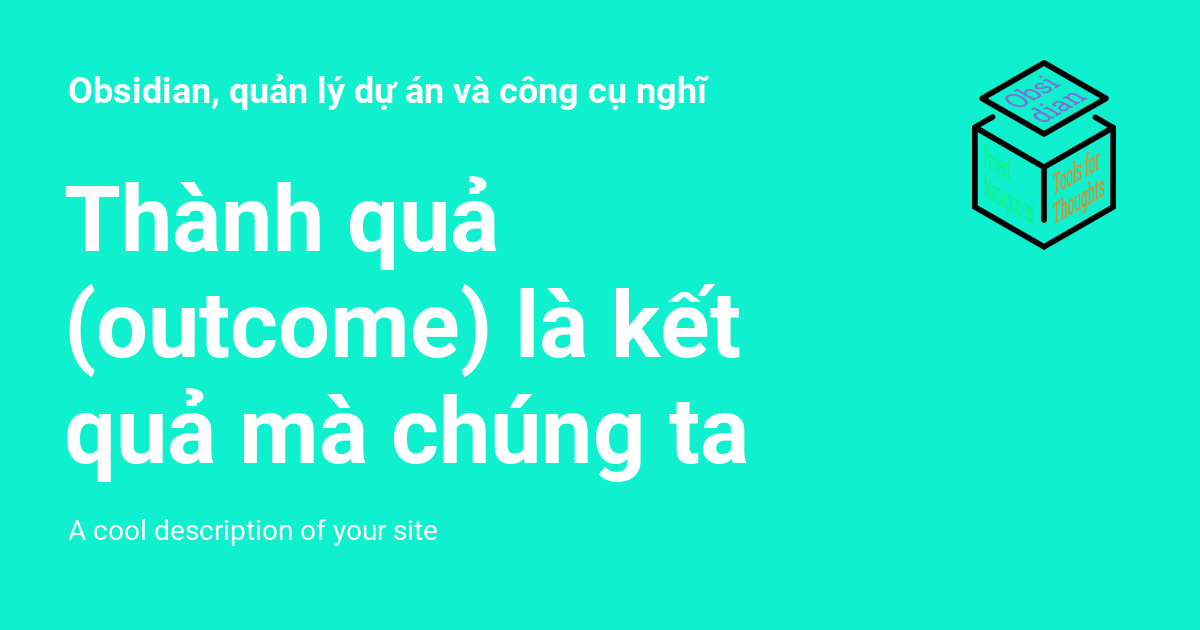 Obsidian, quản lý dự án và công cụ nghĩ
Obsi
dian
Project
Management
Tools for
Thoughts
Thành quả
(outcome) là kết
quả mà chúng ta
A cool description of your site